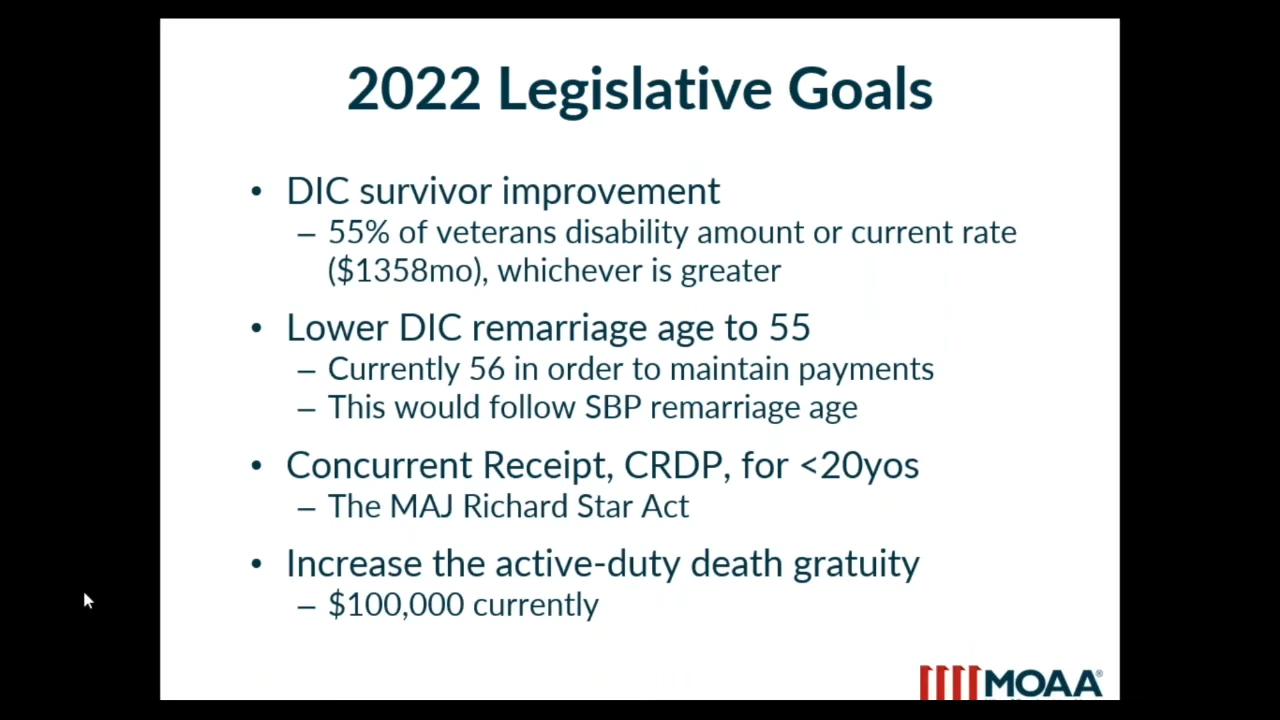 2022 Legislative Goals
• DIC survivor improvement
– 55% of veterans disability amount or current rate
($1358mo), whichever is greater
• Lower DIC remarriage age to 55
– Currently 56 in order to maintain payments
– This would follow SBP remarriage age
• Concurrent Receipt, CRDP, for <20yos
– The MAJ Richard Star Act
• Increase the active-duty death gratuity
– $100,000 currently
MOAA®